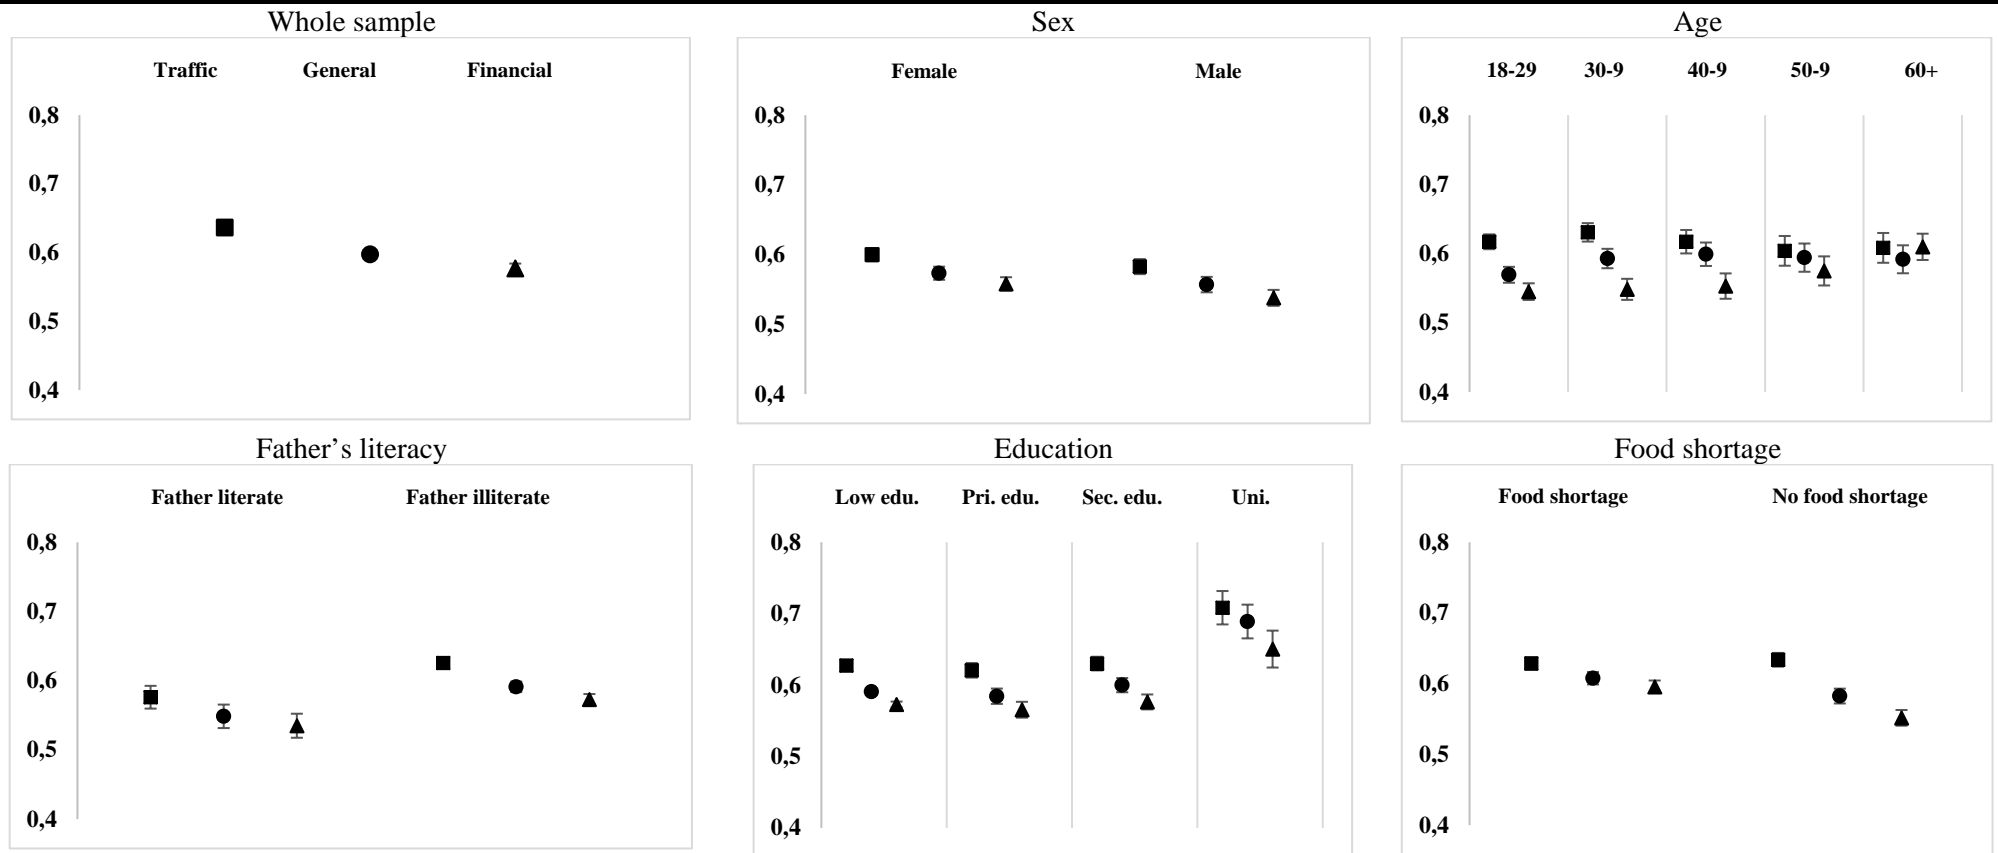 Whole sample
Traffic General Financial
0,8
0,7
0,6
0,5
0,4
Sex
Female Male
0,8
0,7
0,6
0,5
0,4
Age
18-29 30-9 40-9 50-9 60+
0,8
0,7
0,6
0,5
0,4
Father’s literacy
Father literate Father illiterate
0,8
0,7
0,6
0,5
0,4
Education
Low edu. Pri. edu. Sec. edu. Uni.
0,8
0,7
0,6
0,5
0,4
Food shortage
Food shortage No food shortage
0,8
0,7
0,6
0,5
0,4